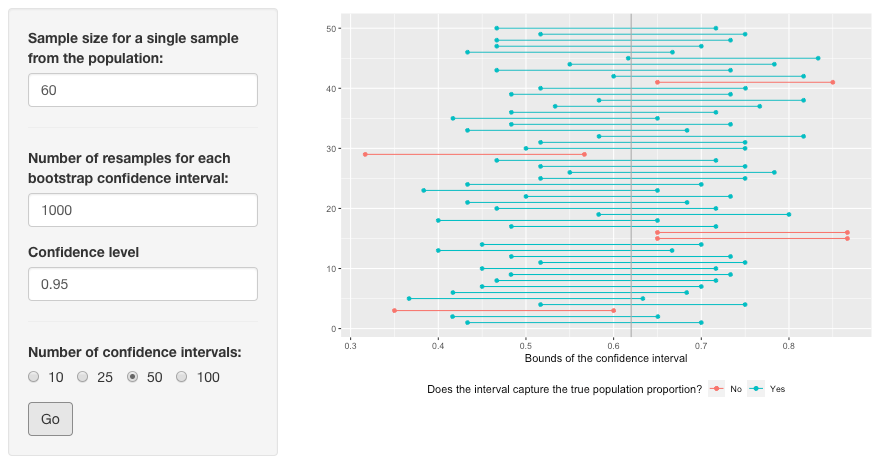 Sample size for a single sample
from the population:
60
Number of resamples for each
bootstrap confidence interval:
1000
Confidence level
0.95
Number of confidence intervals:
10 25 50 100
Go
50
40
30
20
10
0
0.3 0.4 0.5 0.6 0.7 0.8
Bounds of the confidence interval
Does the interval capture the true population proportion? No Yes